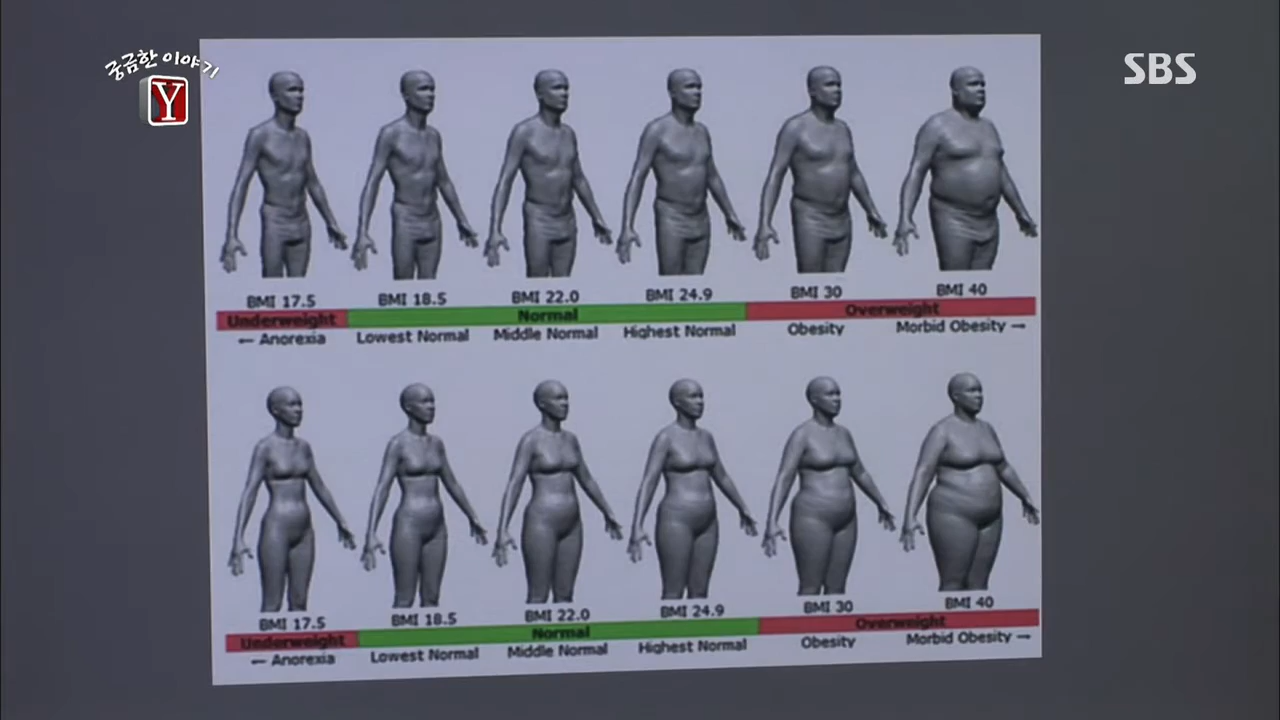 궁금한 이야기
Y
SBS
BMI 17.5 BMI 18.5 BMI 22.0 BMI 24.9 BMI 30 BMI 40
Underweight Normal Overweight
← Anorexia Lowest Normal Middle Normal Highest Normal Obesity Morbid Obesity →
BMI 17.5 BMI 18.5 BMI 22.0 BMI 24.9 BMI 30 BMI 40
Underweight Normal Overweight
← Anorexia Lowest Normal Middle Normal Highest Normal Obesity Morbid Obesity →